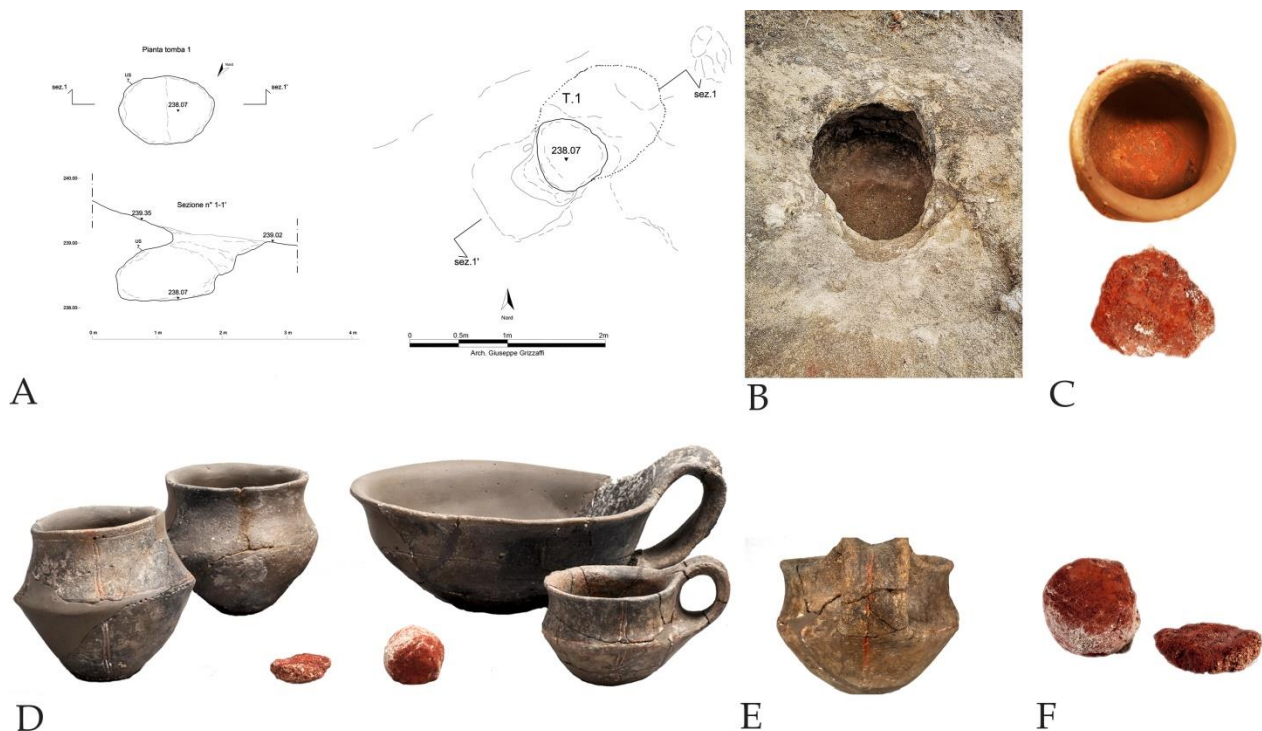 Pianta tomba 1
US
7
Nord
sez.1
sez.1'
238.07
240.00
Sezione n° 1-1'
239.35
239.02
US
7
239.00
238.07
238.00
0 m
1 m
2 m
3 m
4 m
T.1
sez.1
238.07
sez.1'
Nord
0
0.5m
1m
2m
Arch. Giuseppe Grizzaffi
A
B
C
D
E
F